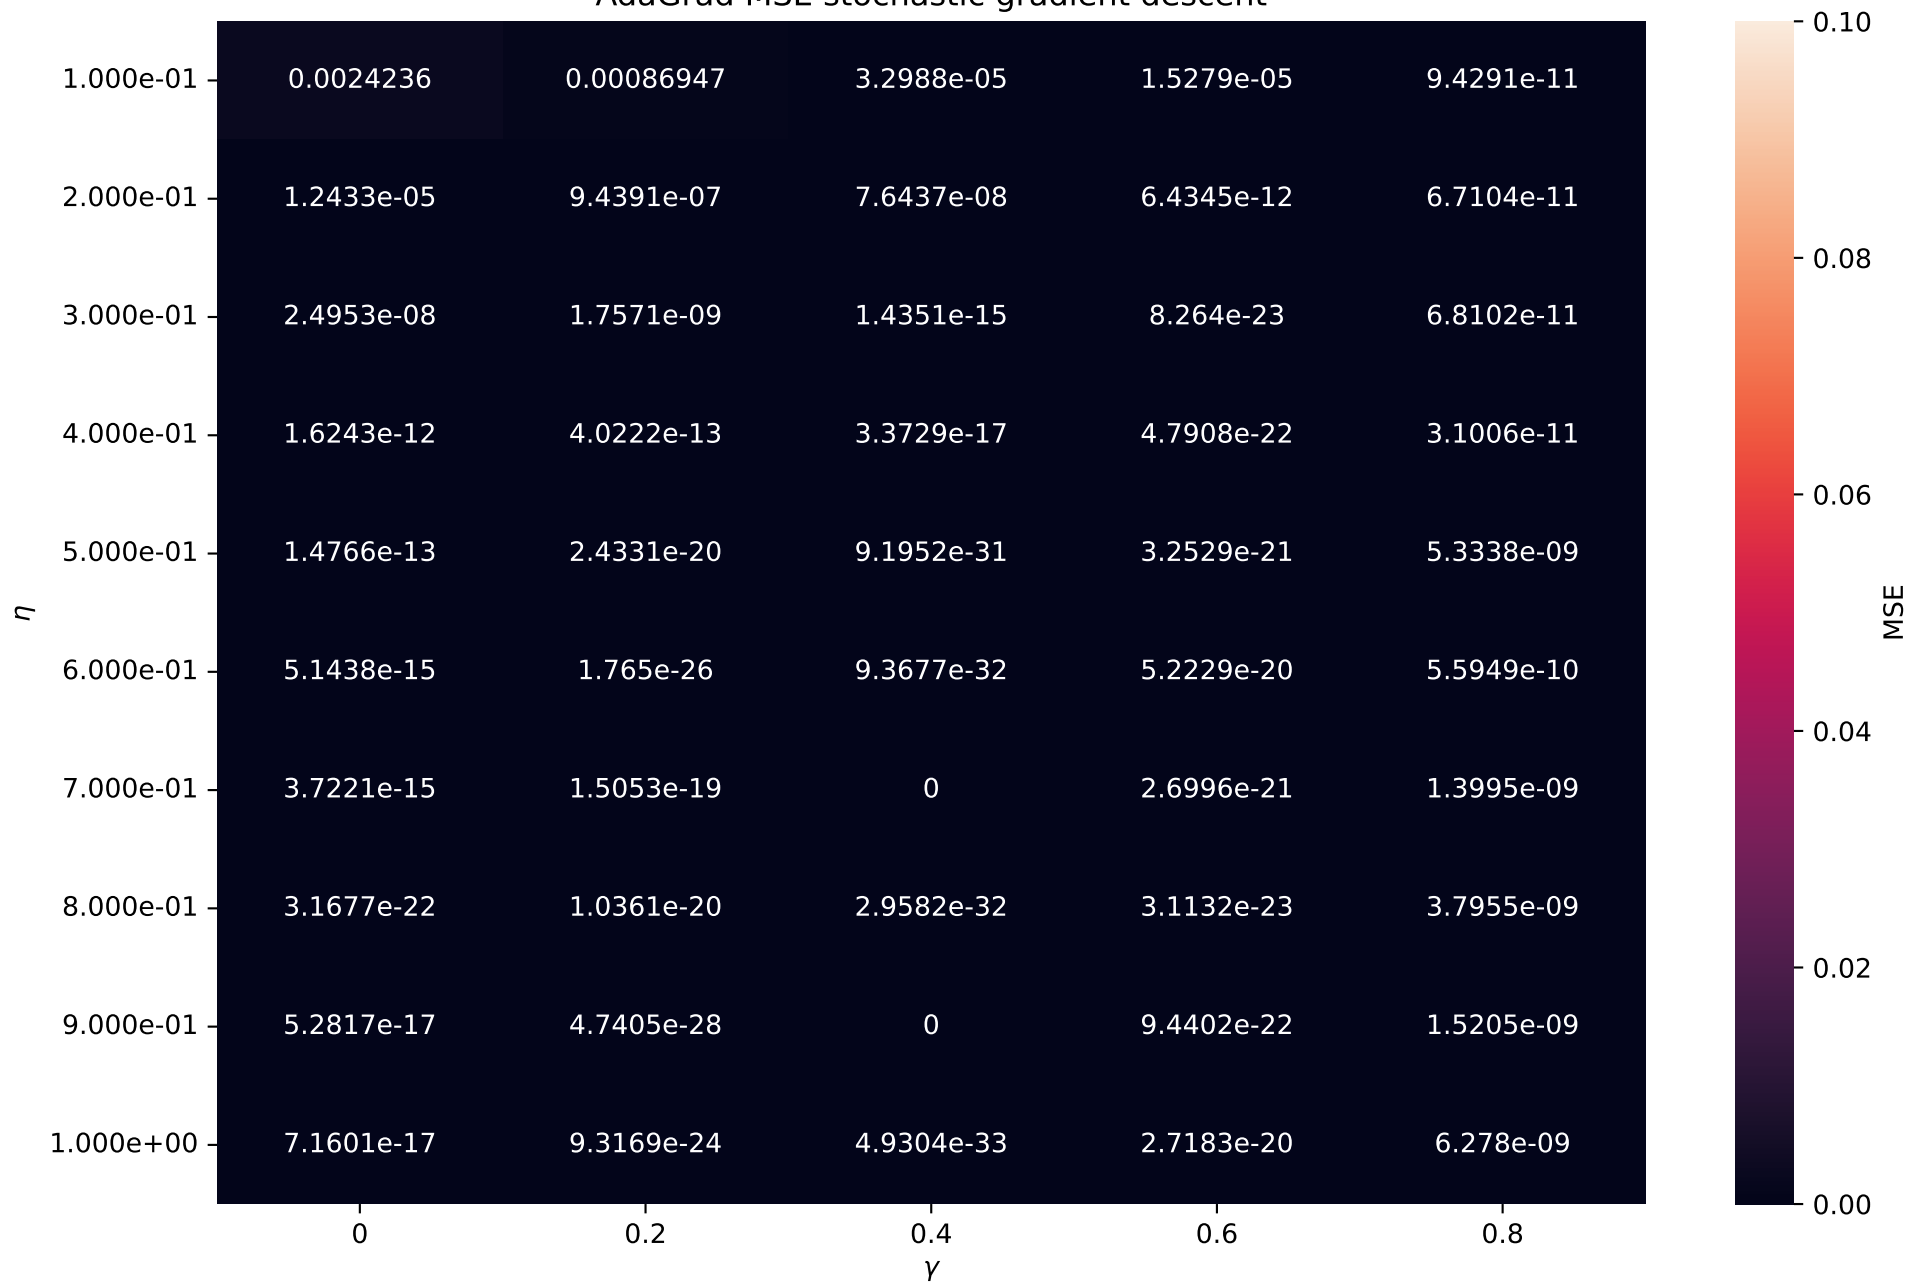 AdaGrad MSE stochastic gradient descent
1.000e-01 0.0024236 0.00086947 3.2988e-05 1.5279e-05 9.4291e-11
2.000e-01 1.2433e-05 9.4391e-07 7.6437e-08 6.4345e-12 6.7104e-11
3.000e-01 2.4953e-08 1.7571e-09 1.4351e-15 8.264e-23 6.8102e-11
4.000e-01 1.6243e-12 4.0222e-13 3.3729e-17 4.7908e-22 3.1006e-11
5.000e-01 1.4766e-13 2.4331e-20 9.1952e-31 3.2529e-21 5.3338e-09
6.000e-01 5.1438e-15 1.765e-26 9.3677e-32 5.2229e-20 5.5949e-10
7.000e-01 3.7221e-15 1.5053e-19 0 2.6996e-21 1.3995e-09
8.000e-01 3.1677e-22 1.0361e-20 2.9582e-32 3.1132e-23 3.7955e-09
9.000e-01 5.2817e-17 4.7405e-28 0 9.4402e-22 1.5205e-09
1.000e+00 7.1601e-17 9.3169e-24 4.9304e-33 2.7183e-20 6.278e-09
0 0.2 0.4 0.6 0.8
γ
η
0.10
0.08
0.06
0.04
0.02
0.00
MSE